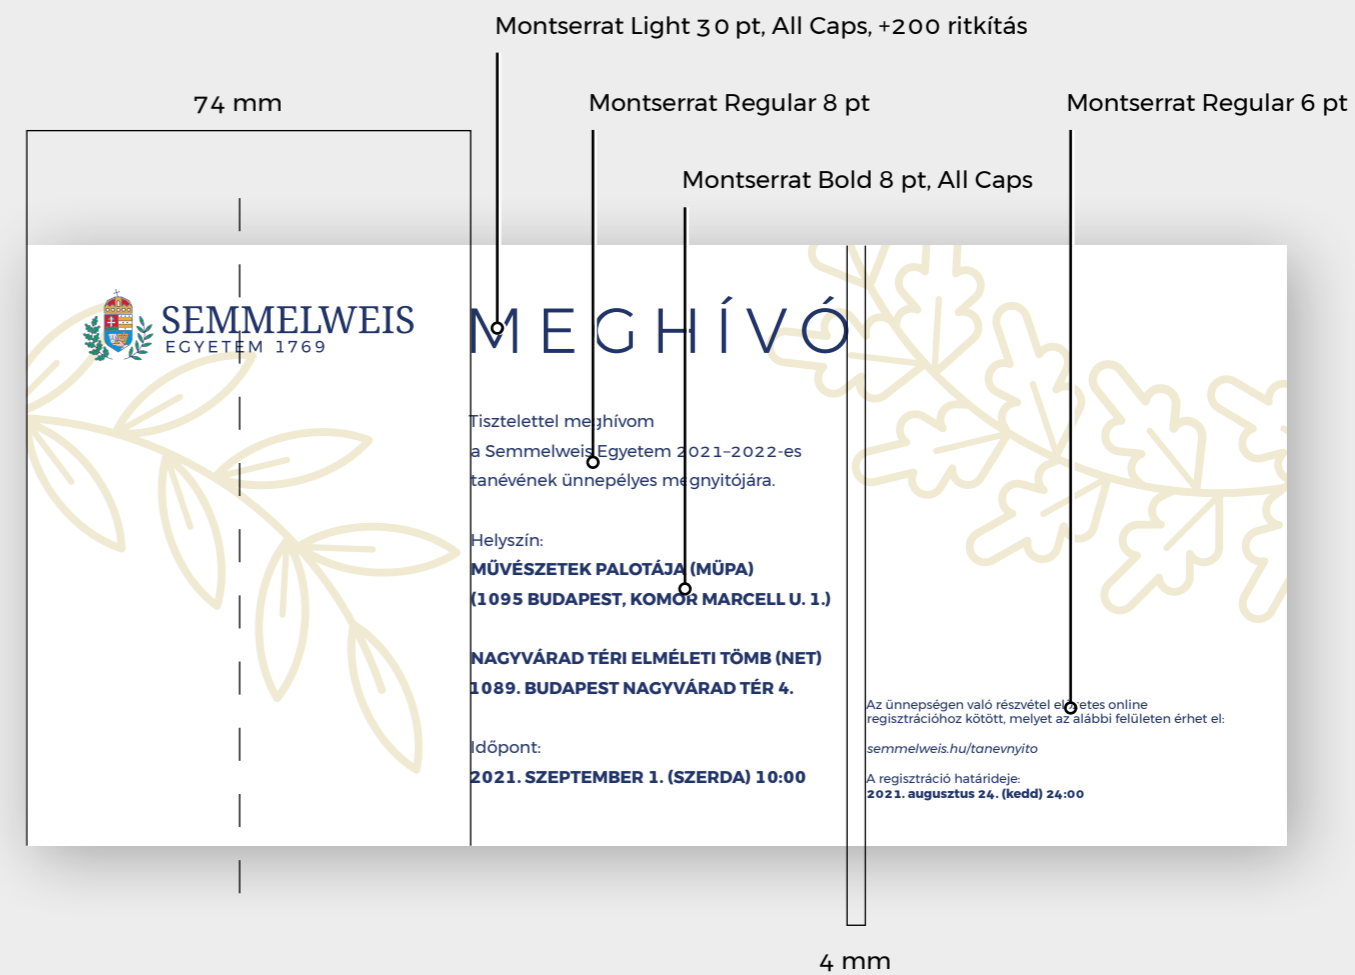 Montserrat Light 30 pt, All Caps, +200 ritkítás
74 mm
Montserrat Regular 8 pt
Montserrat Regular 6 pt
Montserrat Bold 8 pt, All Caps
SEMMELWEIS
EGYETEM 1769
MEGHÍVÓ
Tisztelettel meghívom
a Semmelweis Egyetem 2021–2022-es
tanévének ünnepélyes megnyitójára.
Helyszín:
MŰVÉSZETEK PALOTÁJA (MÜPA)
(1095 BUDAPEST, KOMOR MARCELL U. 1.)
NAGYVÁRAD TÉRI ELMÉLETI TÖMB (NET)
1089. BUDAPEST NAGYVÁRAD TÉR 4.
Időpont:
2021. SZEPTEMBER 1. (SZERDA) 10:00
Az ünnepségen való részvétel előzetes online
regisztrációhoz kötött, melyet az alábbi felületen érhet el:
semmelweis.hu/tanevnyito
A regisztráció határideje:
2021. augusztus 24. (kedd) 24:00
4 mm